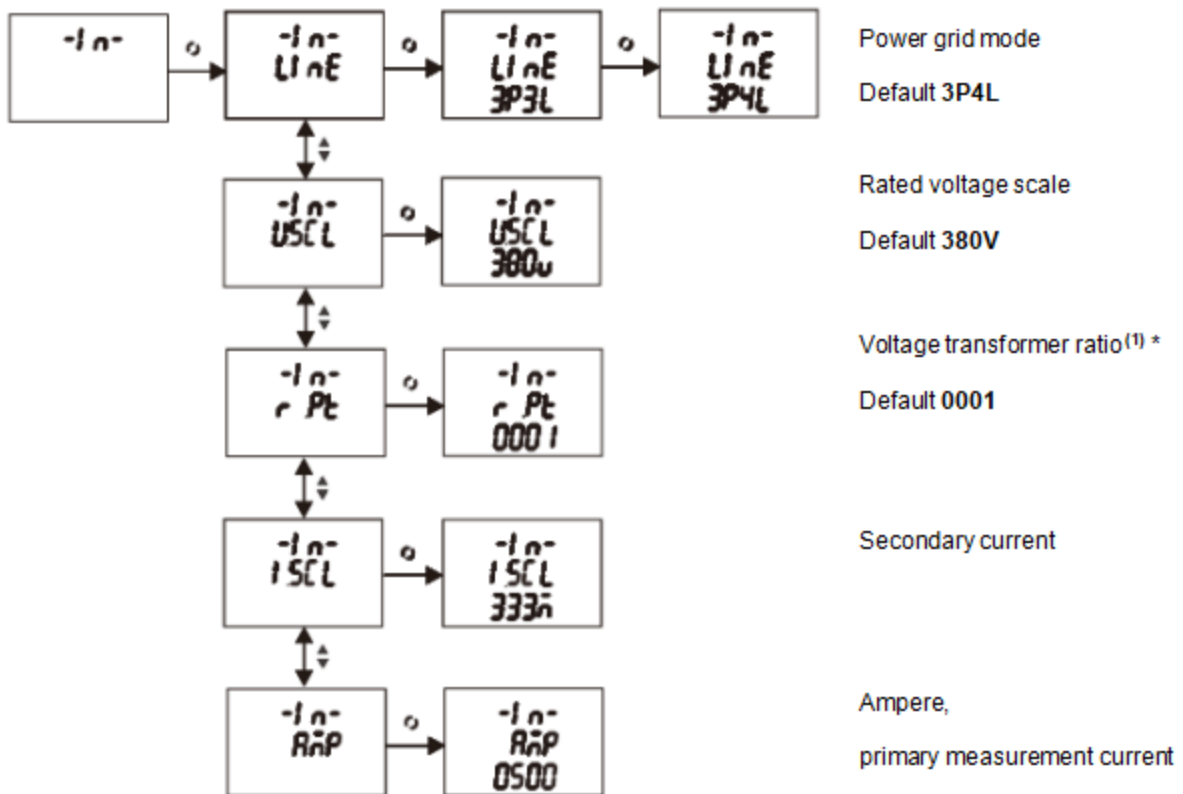 -In-
-In-
LInE
-In-
LInE
3P3L
-In-
LInE
3P4L
Power grid mode
Default 3P4L
-In-
USCL
-In-
USCL
380v
Rated voltage scale
Default 380V
-In-
r Pt
-In-
r Pt
0001
Voltage transformer ratio(1) *
Default 0001
-In-
ISCL
-In-
ISCL
333m
Secondary current
-In-
AmP
-In-
AmP
0500
Ampere,
primary measurement current